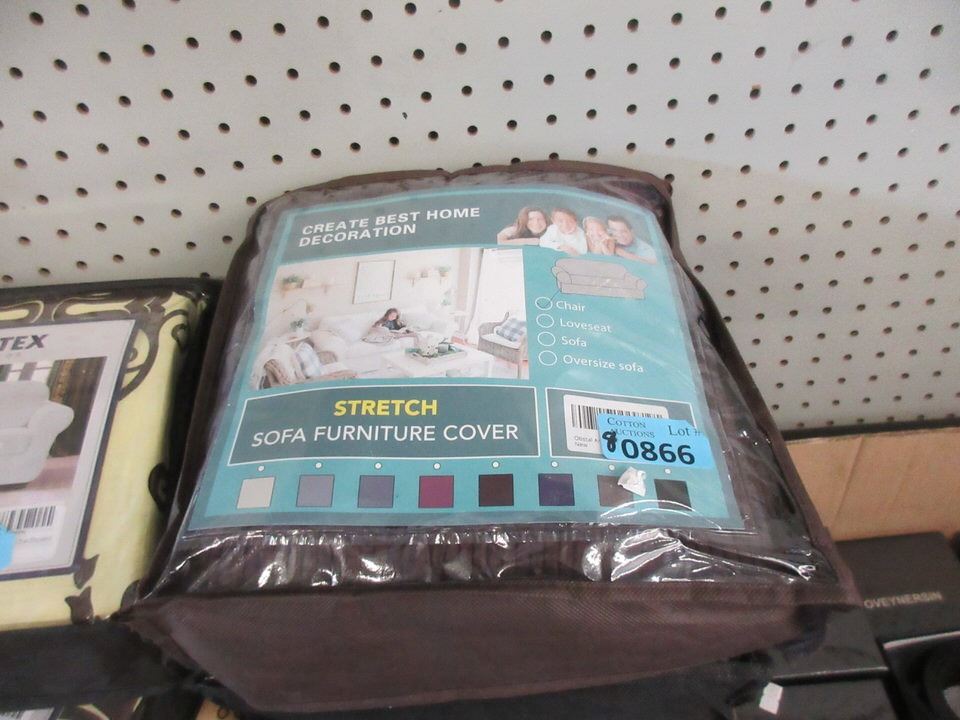 CREATE BEST HOME
DECORATION
Chair
Loveseat
Sofa
Oversize sofa
STRETCH
SOFA FURNITURE COVER
COTTON
AUCTIONS
Lot #
80866
New
TEX
OVEYNERSIN